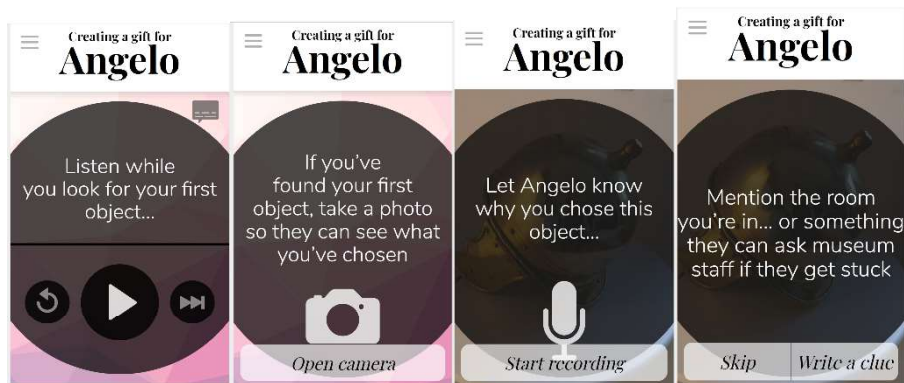 Creating a gift for
Angelo
Listen while
you look for your first
object...
Creating a gift for
Angelo
If you've
found your first
object, take a photo
so they can see what
you've chosen
Open camera
Creating a gift for
Angelo
Let Angelo know
why you chose this
object...
Start recording
Creating a gift for
Angelo
Mention the room
you're in... or something
they can ask museum
staff if they get stuck
Skip
Write a clue